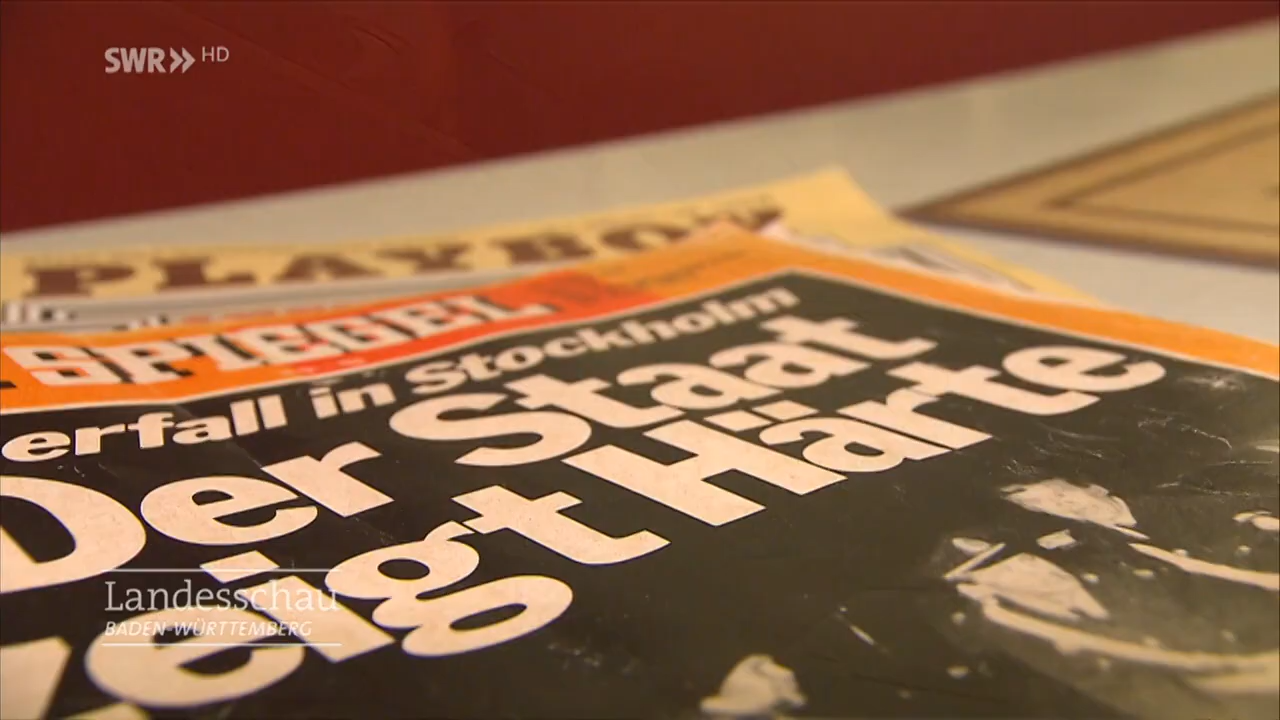 SWR» HD
PLAYBOY
SPIEGEL
erfall in Stockholm
Der Staat
zeigt Härte
Landesschau
BADEN-WÜRTTEMBERG